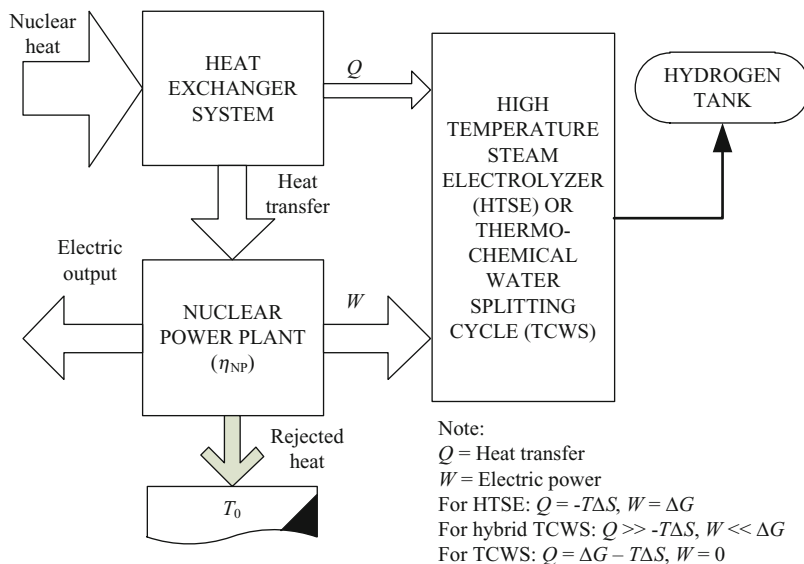 Nuclear
heat
HEAT
EXCHANGER
SYSTEM
Q
HIGH
TEMPERATURE
STEAM
ELECTROLYZER
(HTSE) OR
THERMO-
CHEMICAL
WATER
SPLITTING
CYCLE (TCWS)
HYDROGEN
TANK
Heat
transfer
Electric
output
NUCLEAR
POWER PLANT
(ηNP)
W
Rejected
heat
T0
Note:
Q = Heat transfer
W = Electric power
For HTSE: Q = -TΔS, W = ΔG
For hybrid TCWS: Q >> -TΔS, W << ΔG
For TCWS: Q = ΔG – TΔS, W = 0